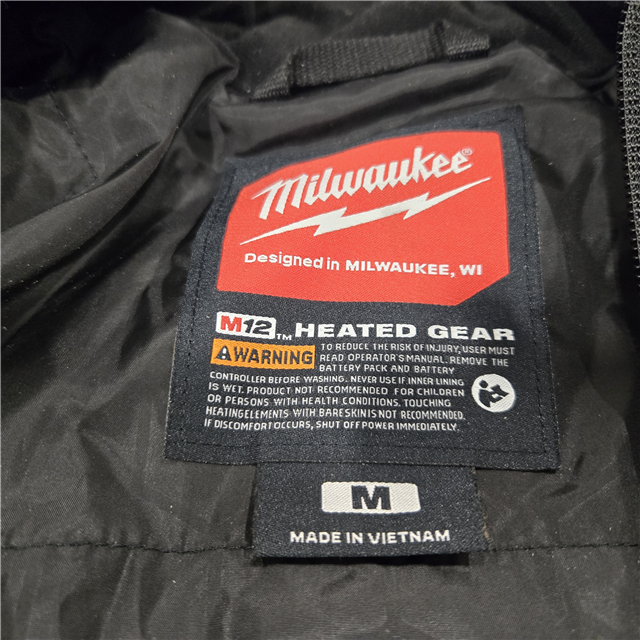 Milwaukee®
Designed in MILWAUKEE, WI
M12™ HEATED GEAR
WARNING
TO REDUCE THE RISK OF INJURY, USER MUST
READ OPERATOR'S MANUAL. REMOVE THE
BATTERY PACK AND BATTERY
CONTROLLER BEFORE WASHING. NEVER USE IF INNER LINING
IS WET. PRODUCT NOT RECOMMENDED FOR CHILDREN
OR PERSONS WITH HEALTH CONDITIONS. TOUCHING
HEATING ELEMENTS WITH BARE SKIN IS NOT RECOMMENDED.
IF DISCOMFORT OCCURS, SHUT OFF POWER IMMEDIATELY.
M
MADE IN VIETNAM